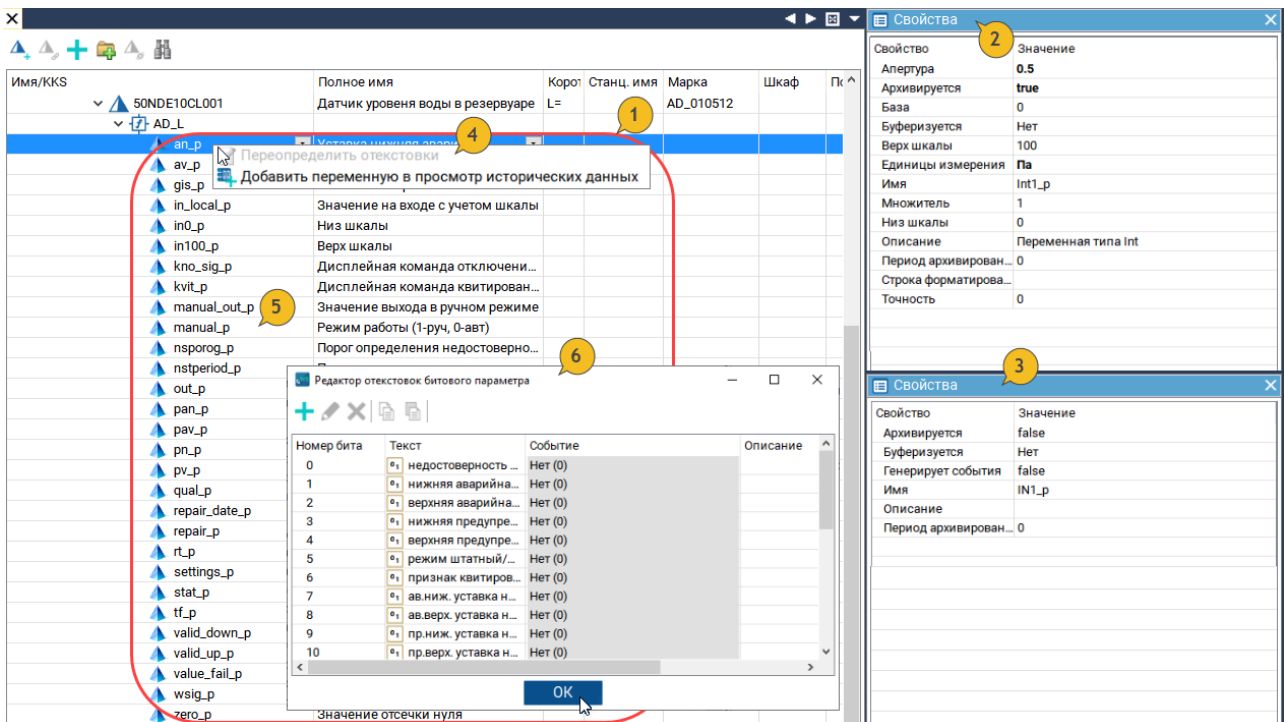 Имя/KKS Полное имя Корот Станц. имя Марка Шкаф По
50NDE10CL001 Датчик уровеня воды в резервуаре L= AD_010512
AD_L
1
an_p Уставка нижняя авари
4
Переопределить отекстовки
av_p
Добавить переменную в просмотр исторических данных
gis_p
in_local_p Значение на входе с учетом шкалы
in0_p Низ шкалы
in100_p Верх шкалы
kno_sig_p Дисплейная команда отключени...
kvit_p Дисплейная команда квитирован...
manual_out_p Значение выхода в ручном режиме
5
manual_p Режим работы (1-руч, 0-авт)
nsporog_p Порог определения недостоверно...
nstperiod_p
out_p
pan_p
pav_p
pn_p
pv_p
qual_p
repair_date_p
repair_p
rt_p
settings_p
stat_p
tf_p
valid_down_p
valid_up_p
value_fail_p
wsig_p
zero_p Значение отсечки нуля
6
Редактор отекстовок битового параметра
Номер бита Текст Событие Описание
0 недостоверность ... Нет (0)
1 нижняя аварийна... Нет (0)
2 верхняя аварийна... Нет (0)
3 нижняя предупре... Нет (0)
4 верхняя предупре... Нет (0)
5 режим штатный/... Нет (0)
6 признак квитиров... Нет (0)
7 ав.ниж. уставка н... Нет (0)
8 ав.верх. уставка н... Нет (0)
9 пр.ниж. уставка н... Нет (0)
10 пр.верх. уставка н... Нет (0)
OK
Свойства
2
Свойство Значение
Апертура 0.5
Архивируется true
База 0
Буферизуется Нет
Верх шкалы 100
Единицы измерения Па
Имя Int1_p
Множитель 1
Низ шкалы 0
Описание Переменная типа Int
Период архивирован... 0
Строка форматирова...
Точность 0
3
Свойства
Свойство Значение
Архивируется false
Буферизуется Нет
Генерирует события false
Имя IN1_p
Описание
Период архивирован... 0